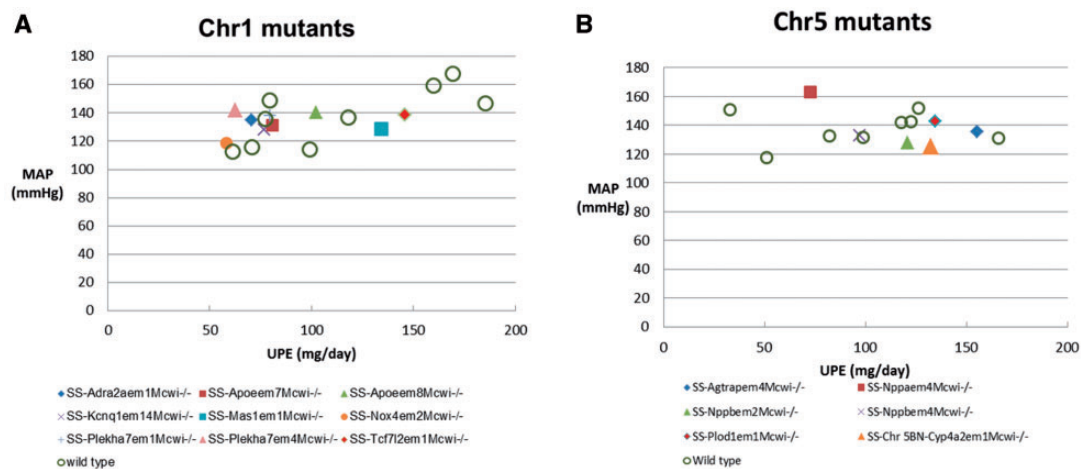 A
Chr1 mutants
180
160
140
120
100
80
60
40
20
0
MAP
(mmHg)
0 50 100 150 200
UPE (mg/day)
SS-Adra2aem1Mcwi-/- SS-Apoeem7Mcwi-/- SS-Apoeem8Mcwi-/-
SS-Kcnq1em14Mcwi-/- SS-Mas1em1Mcwi-/- SS-Nox4em2Mcwi-/-
SS-Plekha7em1Mcwi-/- SS-Plekha7em4Mcwi-/- SS-Tcf7l2em1Mcwi-/-
wild type
B
Chr5 mutants
180
160
140
120
100
80
60
40
20
0
MAP
(mmHg)
0 50 100 150 200
UPE (mg/day)
SS-Agtrapem4Mcwi-/- SS-Nppaem4Mcwi-/-
SS-Nppbem2Mcwi-/- SS-Nppbem4Mcwi-/-
SS-Plod1em1Mcwi-/- SS-Chr 5BN-Cyp4a2em1Mcwi-/-
Wild type